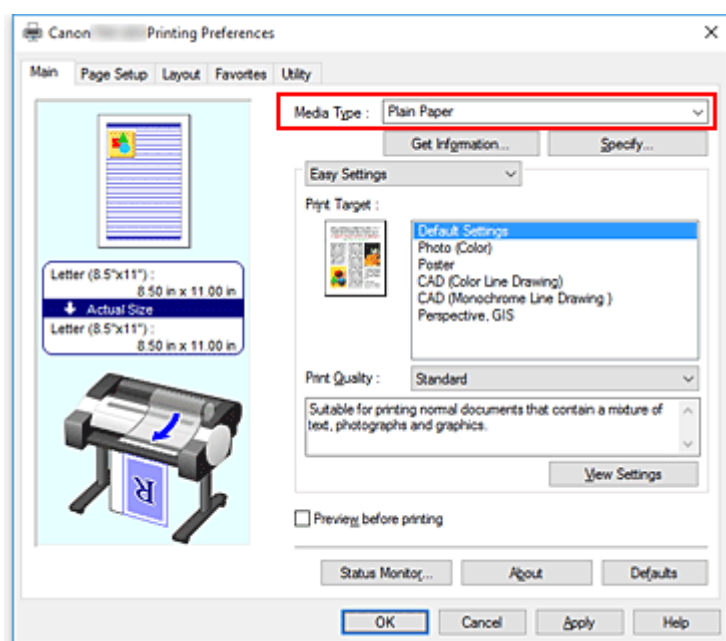 Canon Printing Preferences
Main Page Setup Layout Favorites Utility
Media Type : Plain Paper
Get Information... Specify...
Easy Settings
Print Target :
Default Settings
Photo (Color)
Poster
CAD (Color Line Drawing)
CAD (Monochrome Line Drawing )
Perspective, GIS
Letter (8.5"x11") :
8.50 in x 11.00 in
Actual Size
Letter (8.5"x11") :
8.50 in x 11.00 in
R
Print Quality : Standard
Suitable for printing normal documents that contain a mixture of
text, photographs and graphics.
View Settings
Preview before printing
Status Monitor... About Defaults
OK Cancel Apply Help